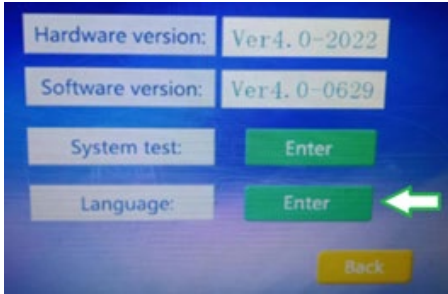 Hardware version: Ver4.0-2022
Software version: Ver4.0-0629
System test: Enter
Language: Enter
Back